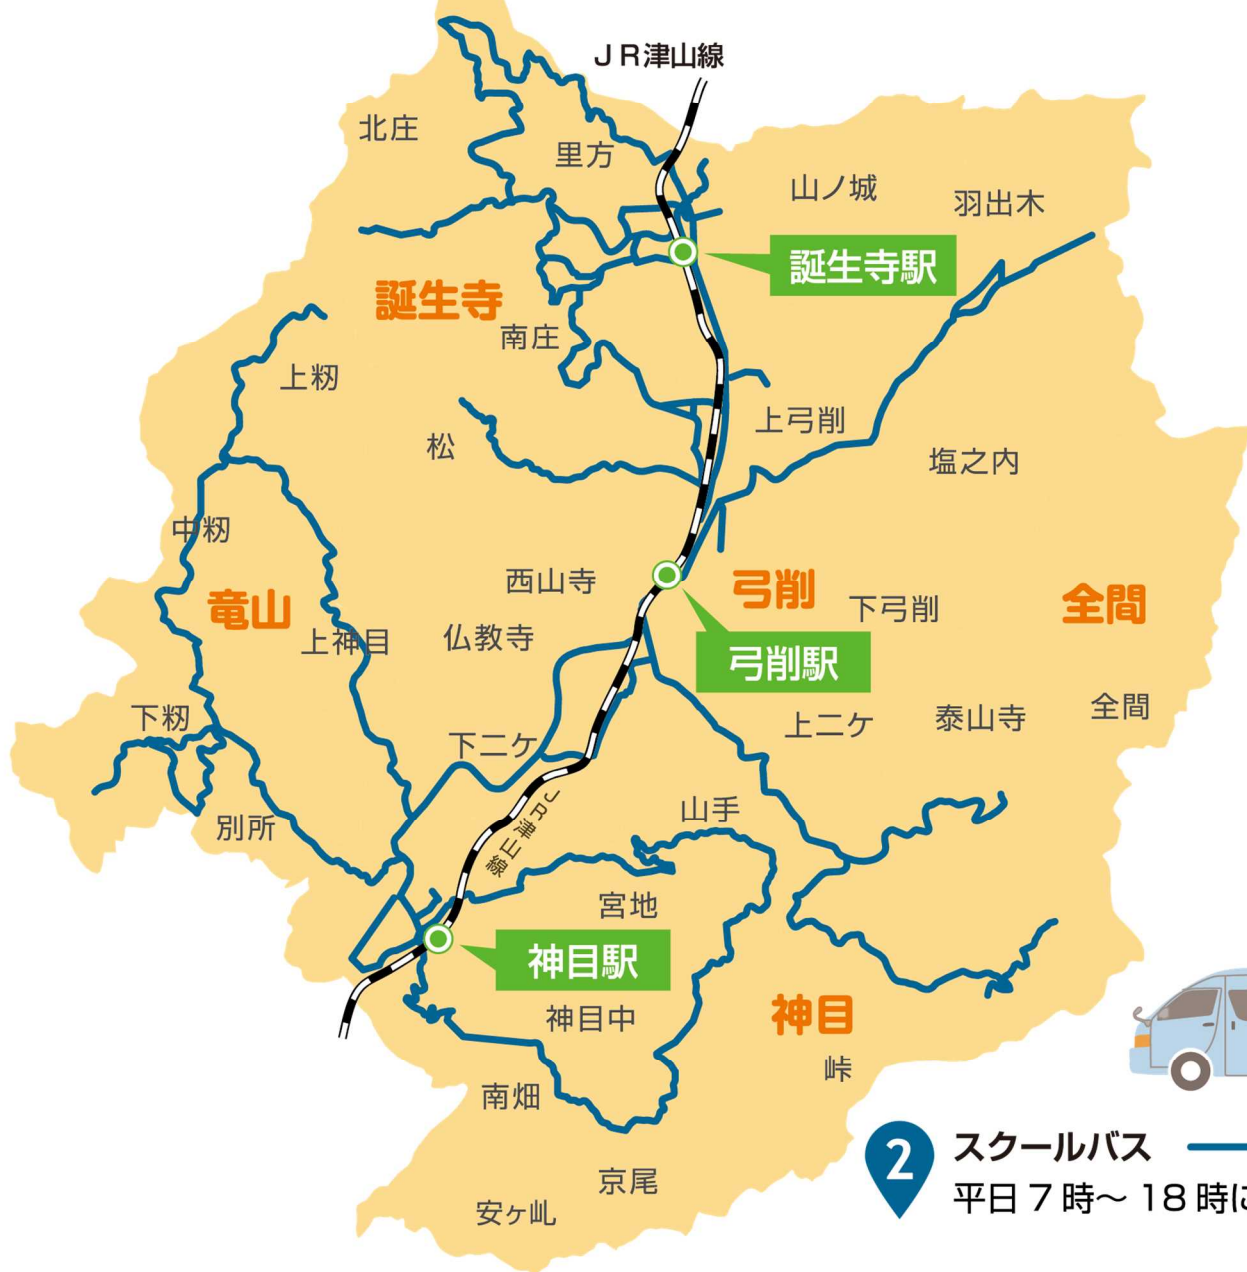 JR津山線
北庄
里方
山ノ城
羽出木
誕生寺駅
誕生寺
南庄
上籾
上弓削
松
塩之内
中籾
西山寺
弓削
全間
竜山
下弓削
上神目
仏教寺
弓削駅
下籾
全間
泰山寺
上二ケ
下二ケ
別所
山手
JR津山線
宮地
神目駅
神目中
神目
峠
南畑
京尾
安ヶ乢
2
スクールバス
平日7時～18時に